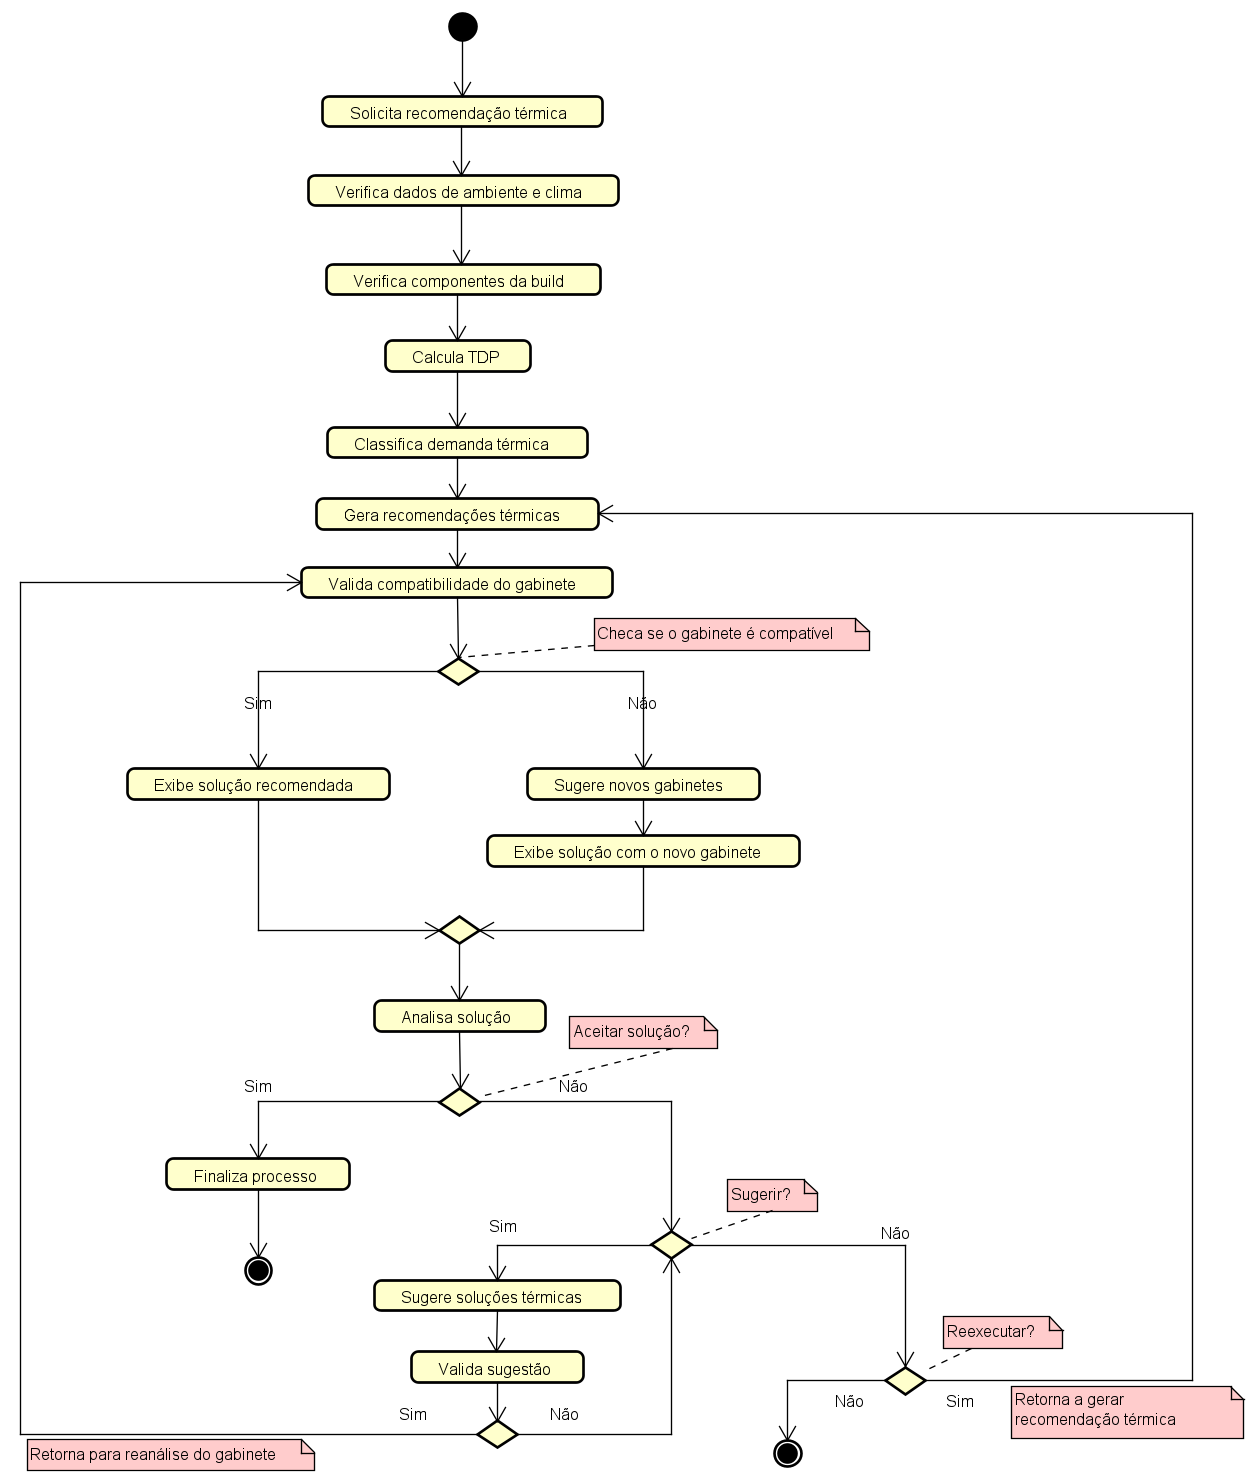 Solicita recomendação térmica
Verifica dados de ambiente e clima
Verifica componentes da build
Calcula TDP
Classifica demanda térmica
Gera recomendações térmicas
Valida compatibilidade do gabinete
Checa se o gabinete é compatível
Sim
Não
Exibe solução recomendada
Sugere novos gabinetes
Exibe solução com o novo gabinete
Analisa solução
Aceitar solução?
Sim
Não
Finaliza processo
Sugerir?
Sim
Não
Sugere soluções térmicas
Reexecutar?
Valida sugestão
Não
Sim
Retorna a gerar
recomendação térmica
Sim
Não
Retorna para reanálise do gabinete